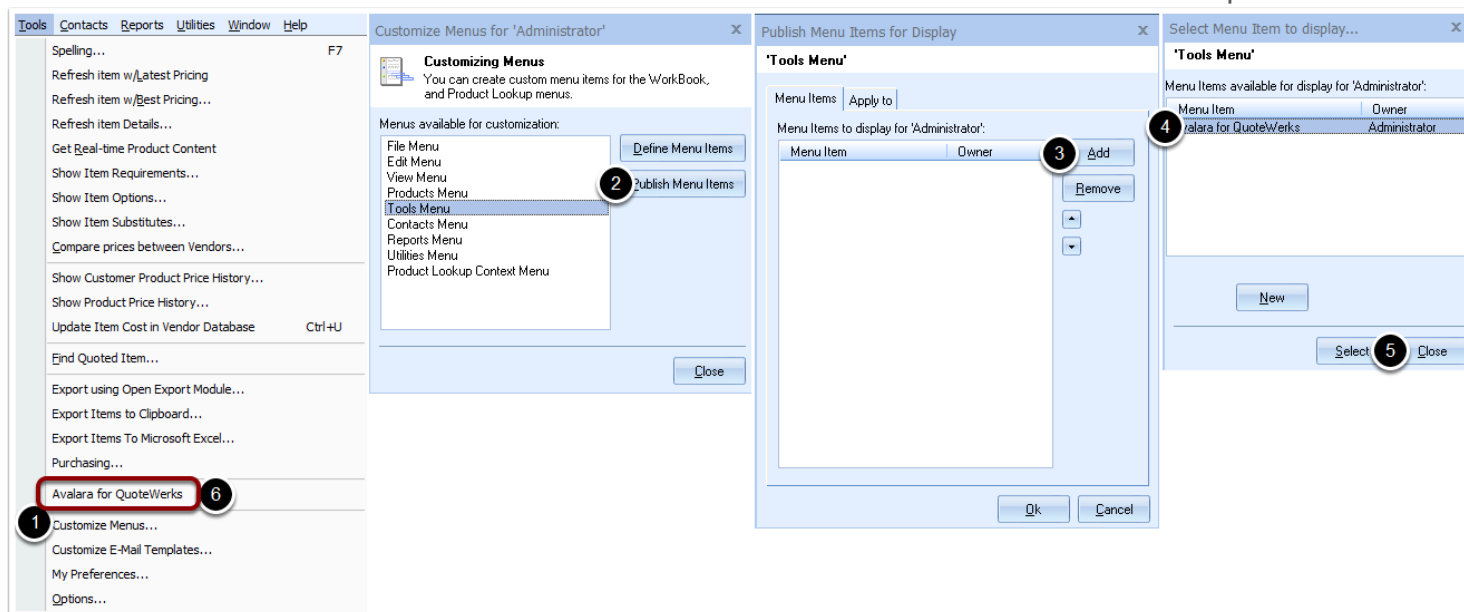 Tools Contacts Reports Utilities Window Help
Spelling... F7
Refresh item w/Latest Pricing
Refresh item w/Best Pricing...
Refresh item Details...
Get Real-time Product Content
Show Item Requirements...
Show Item Options...
Show Item Substitutes...
Compare prices between Vendors...
Show Customer Product Price History...
Show Product Price History...
Update Item Cost in Vendor Database Ctrl+U
Find Quoted Item...
Export using Open Export Module...
Export Items to Clipboard...
Export Items To Microsoft Excel...
Purchasing...
Avalara for QuoteWerks 6
1 Customize Menus...
Customize E-Mail Templates...
My Preferences...
Options...
Customize Menus for 'Administrator' x
Customizing Menus
You can create custom menu items for the WorkBook,
and Product Lookup menus.
Menus available for customization:
File Menu
Edit Menu
View Menu
Products Menu
Tools Menu
Contacts Menu
Reports Menu
Utilities Menu
Product Lookup Context Menu
Define Menu Items
2 Publish Menu Items
Close
Publish Menu Items for Display x
'Tools Menu'
Menu Items Apply to
Menu Items to display for 'Administrator':
Menu Item Owner
3 Add
Remove
Ok Cancel
Select Menu Item to display... x
'Tools Menu'
Menu Items available for display for 'Administrator':
Menu Item Owner
4 Avalara for QuoteWerks Administrator
New
Select 5 Close